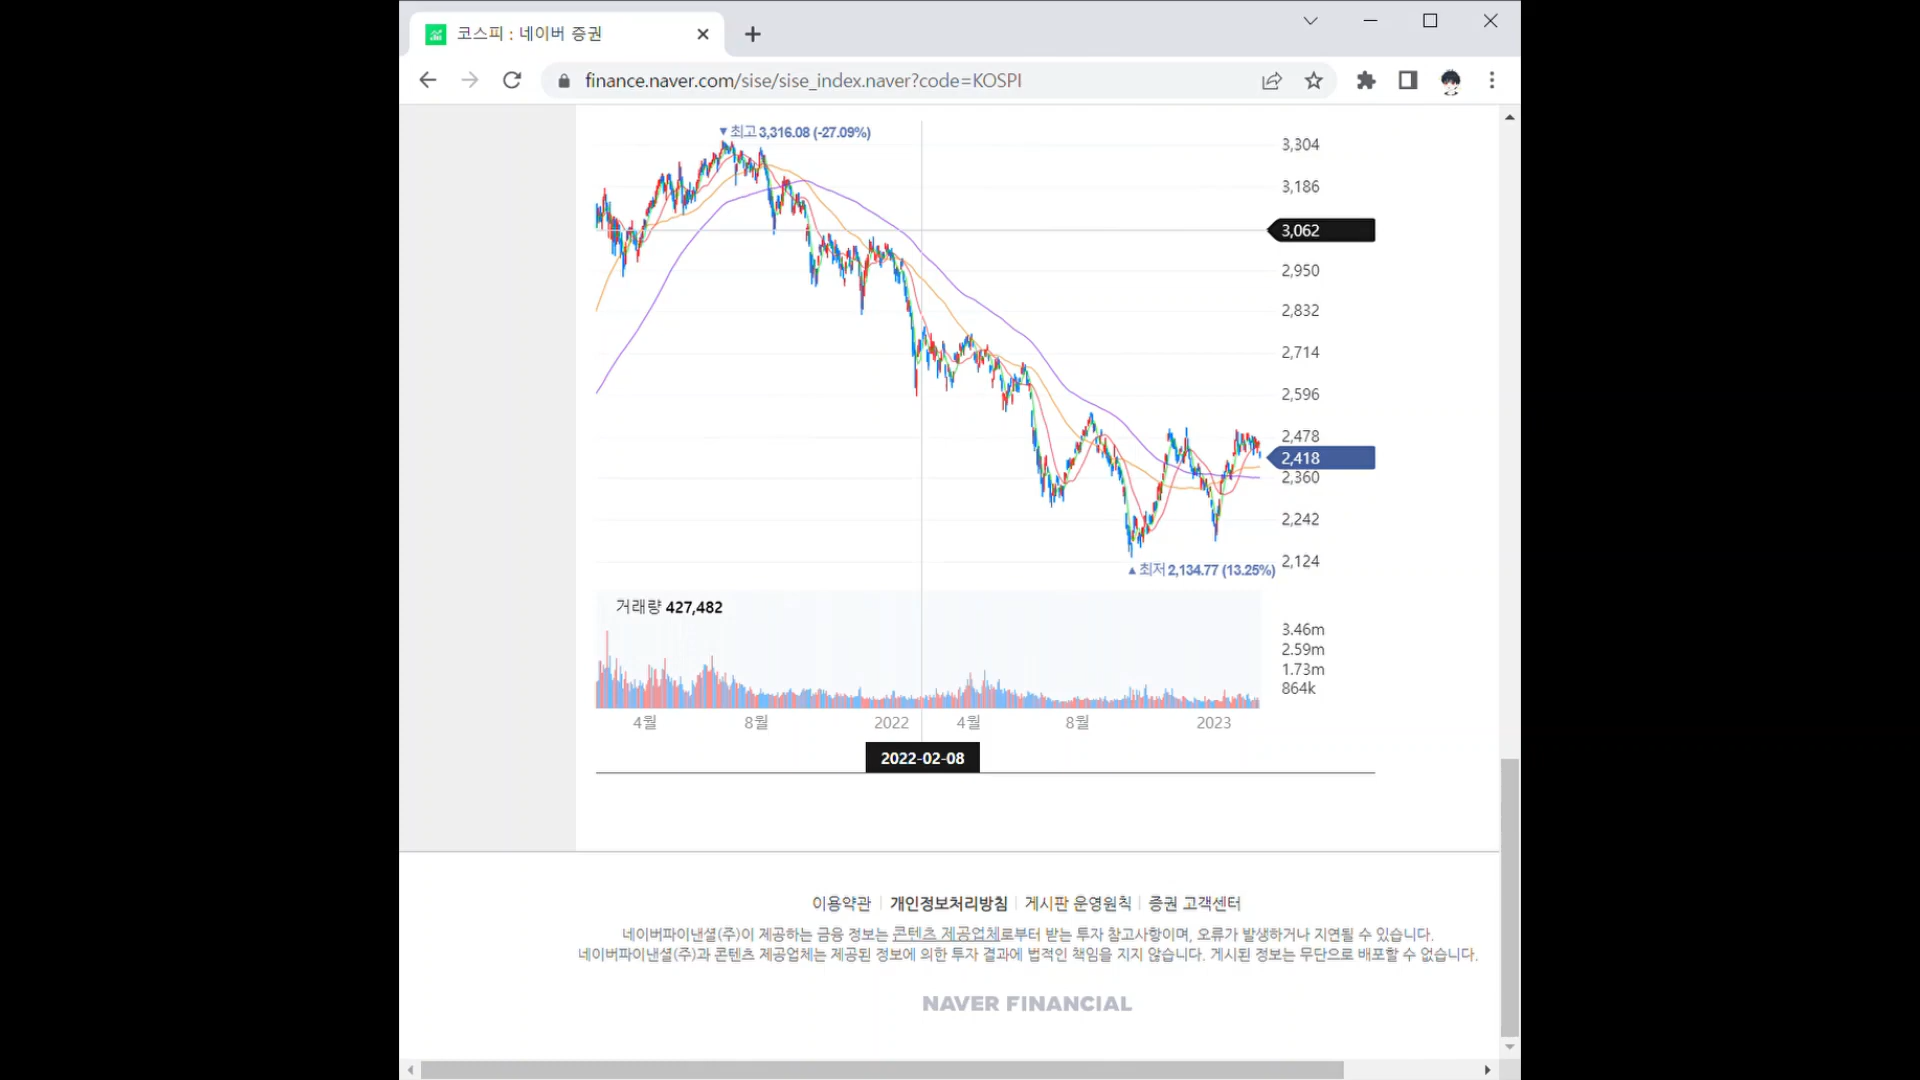 코스피 : 네이버 증권
finance.naver.com/sise/sise_index.naver?code=KOSPI
▼최고 3,316.08 (-27.09%)
3,304
3,186
3,062
2,950
2,832
2,714
2,596
2,478
2,418
2,360
2,242
2,124
▲최저 2,134.77 (13.25%)
거래량 427,482
3.46m
2.59m
1.73m
864k
4월 8월 2022 4월 8월 2023
2022-02-08
이용약관 개인정보처리방침 게시판 운영원칙 증권 고객센터
네이버파이낸셜(주)이 제공하는 금융 정보는 콘텐츠 제공업체로부터 받는 투자 참고사항이며, 오류가 발생하거나 지연될 수 있습니다.
네이버파이낸셜(주)과 콘텐츠 제공업체는 제공된 정보에 의한 투자 결과에 법적인 책임을 지지 않습니다. 게시된 정보는 무단으로 배포할 수 없습니다.
NAVER FINANCIAL